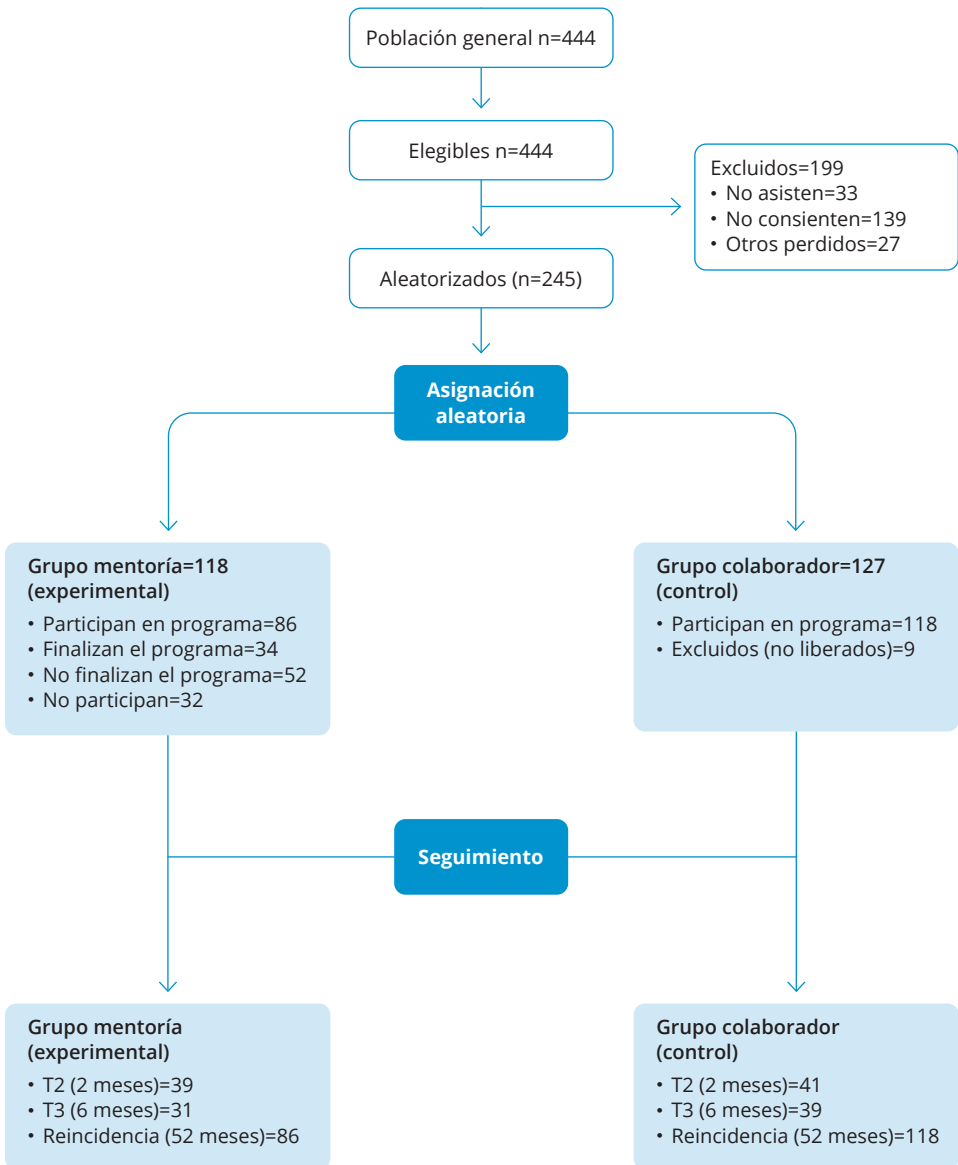 Población general n=444
Elegibles n=444
Excluidos=199
• No asisten=33
• No consienten=139
• Otros perdidos=27
Aleatorizados (n=245)
Asignación
aleatoria
Grupo mentoría=118
(experimental)
• Participan en programa=86
• Finalizan el programa=34
• No finalizan el programa=52
• No participan=32
Grupo colaborador=127
(control)
• Participan en programa=118
• Excluidos (no liberados)=9
Seguimiento
Grupo mentoría
(experimental)
• T2 (2 meses)=39
• T3 (6 meses)=31
• Reincidencia (52 meses)=86
Grupo colaborador
(control)
• T2 (2 meses)=41
• T3 (6 meses)=39
• Reincidencia (52 meses)=118